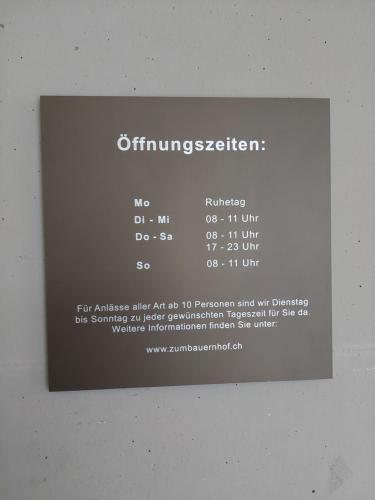 Öffnungszeiten:
Mo Ruhetag
Di - Mi 08 - 11 Uhr
Do - Sa 08 - 11 Uhr
17 - 23 Uhr
So 08 - 11 Uhr
Für Anlässe aller Art ab 10 Personen sind wir Dienstag
bis Sonntag zu jeder gewünschten Tageszeit für Sie da.
Weitere Informationen finden Sie unter:
www.zumbauernhof.ch